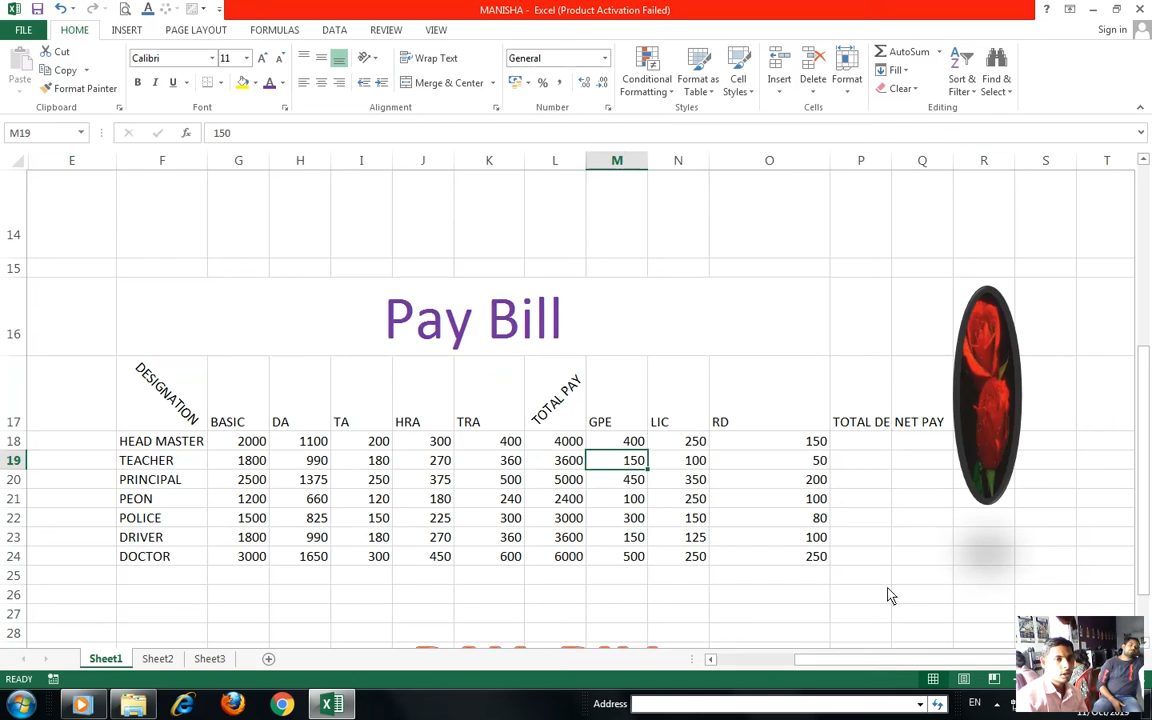 MANISHA - Excel (Product Activation Failed)
FILE HOME INSERT PAGE LAYOUT FORMULAS DATA REVIEW VIEW Sign in
Paste Cut Copy Format Painter Clipboard
Calibri 11 B I U A A A Font
Wrap Text Merge & Center Alignment
General % Number
Conditional Formatting Format as Table Cell Styles Styles
Insert Delete Format Cells
AutoSum Fill Clear Sort & Filter Find & Select Editing
M19 fx 150
E F G H I J K L M N O P Q R S T
14
15
16 Pay Bill
17 DESIGNATION BASIC DA TA HRA TRA TOTAL PAY GPE LIC RD TOTAL DE NET PAY
18 HEAD MASTER 2000 1100 200 300 400 4000 400 250 150
19 TEACHER 1800 990 180 270 360 3600 150 100 50
20 PRINCIPAL 2500 1375 250 375 500 5000 450 350 200
21 PEON 1200 660 120 180 240 2400 100 250 100
22 POLICE 1500 825 150 225 300 3000 300 150 80
23 DRIVER 1800 990 180 270 360 3600 150 125 100
24 DOCTOR 3000 1650 300 450 600 6000 500 250 250
25
26
27
28
Sheet1 Sheet2 Sheet3
READY
Address EN